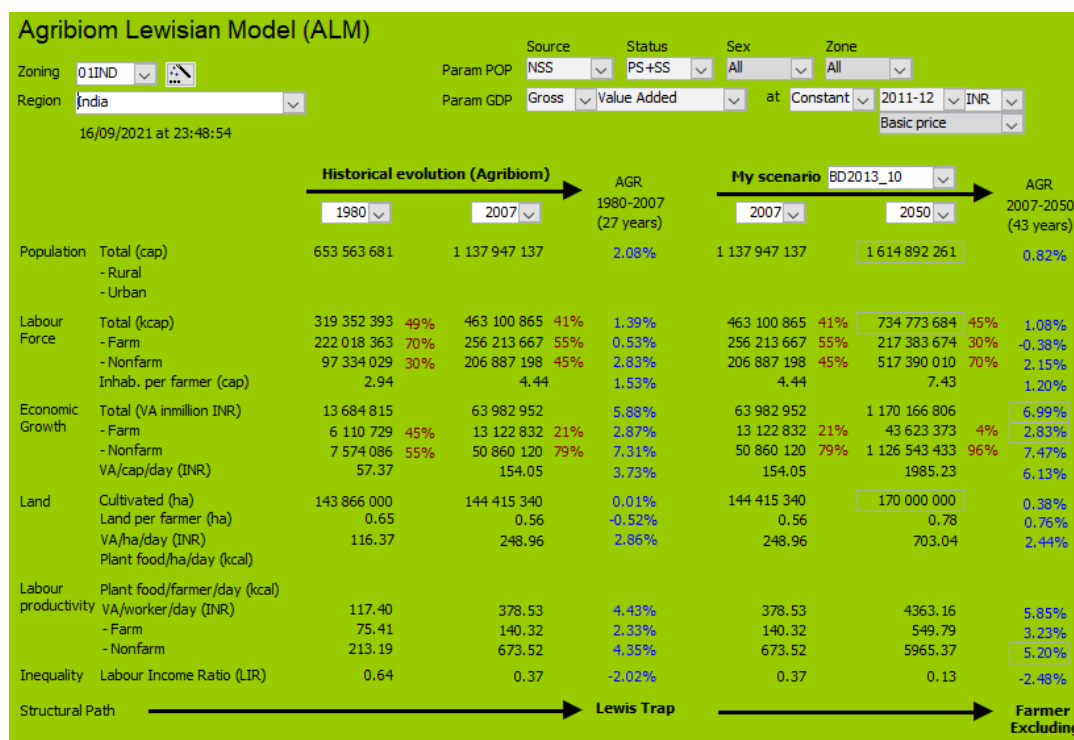 Agribiom Lewisian Model (ALM)
Source Status Sex Zone
Zoning 01IND Param POP NSS PS+SS All All
Region India Param GDP Gross Value Added at Constant 2011-12 INR
16/09/2021 at 23:48:54 Basic price
Historical evolution (Agribiom) AGR My scenario BD2013_10 AGR
1980 2007 1980-2007 2007 2050 2007-2050
(27 years) (43 years)
Population Total (cap) 653 563 681 1 137 947 137 2.08% 1 137 947 137 1 614 892 261 0.82%
- Rural
- Urban
Labour Total (kcap) 319 352 393 49% 463 100 865 41% 1.39% 463 100 865 41% 734 773 684 45% 1.08%
Force - Farm 222 018 363 70% 256 213 667 55% 0.53% 256 213 667 55% 217 383 674 30% -0.38%
- Nonfarm 97 334 029 30% 206 887 198 45% 2.83% 206 887 198 45% 517 390 010 70% 2.15%
Inhab. per farmer (cap) 2.94 4.44 1.53% 4.44 7.43 1.20%
Economic Total (VA inmillion INR) 13 684 815 63 982 952 5.88% 63 982 952 1 170 166 806 6.99%
Growth - Farm 6 110 729 45% 13 122 832 21% 2.87% 13 122 832 21% 43 623 373 4% 2.83%
- Nonfarm 7 574 086 55% 50 860 120 79% 7.31% 50 860 120 79% 1 126 543 433 96% 7.47%
VA/cap/day (INR) 57.37 154.05 3.73% 154.05 1985.23 6.13%
Land Cultivated (ha) 143 866 000 144 415 340 0.01% 144 415 340 170 000 000 0.38%
Land per farmer (ha) 0.65 0.56 -0.52% 0.56 0.78 0.76%
VA/ha/day (INR) 116.37 248.96 2.86% 248.96 703.04 2.44%
Plant food/ha/day (kcal)
Labour Plant food/farmer/day (kcal)
productivity VA/worker/day (INR) 117.40 378.53 4.43% 378.53 4363.16 5.85%
- Farm 75.41 140.32 2.33% 140.32 549.79 3.23%
- Nonfarm 213.19 673.52 4.35% 673.52 5965.37 5.20%
Inequality Labour Income Ratio (LIR) 0.64 0.37 -2.02% 0.37 0.13 -2.48%
Structural Path Lewis Trap Farmer
Excluding